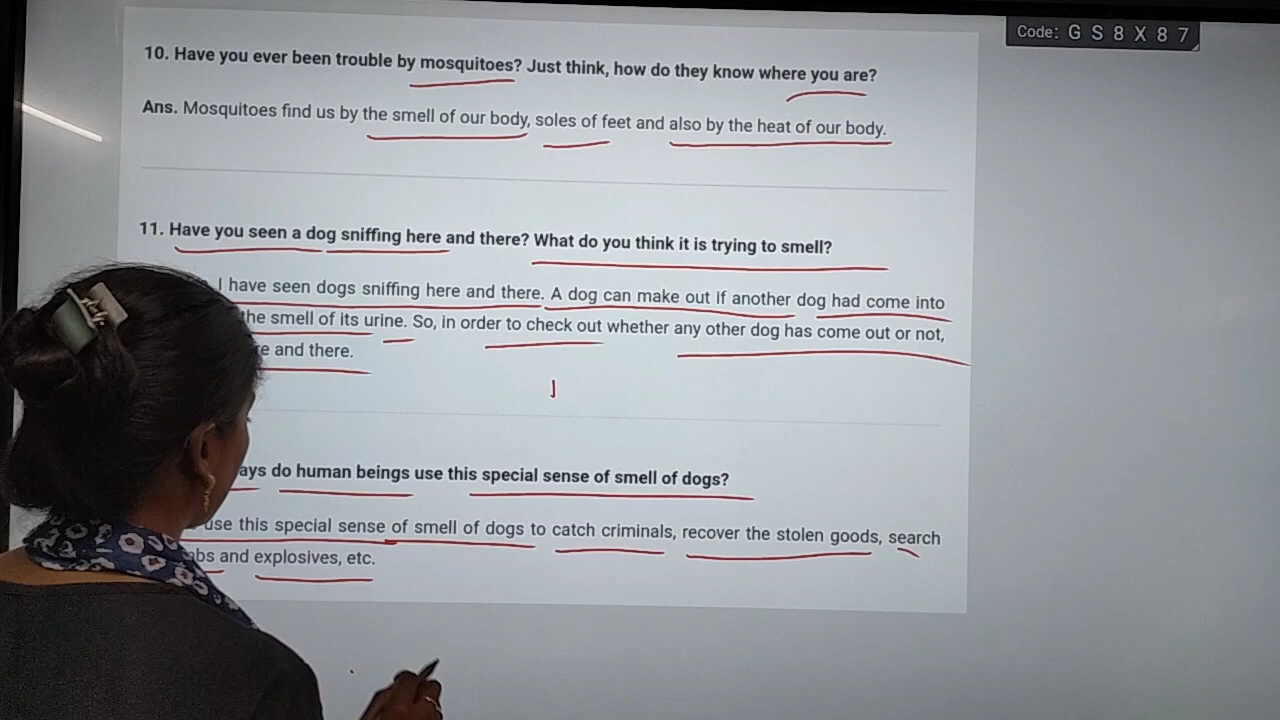 Code: G S 8 X 8 7
10. Have you ever been trouble by mosquitoes? Just think, how do they know where you are?
Ans. Mosquitoes find us by the smell of our body, soles of feet and also by the heat of our body.
11. Have you seen a dog sniffing here and there? What do you think it is trying to smell?
I have seen dogs sniffing here and there. A dog can make out if another dog had come into
the smell of its urine. So, in order to check out whether any other dog has come out or not,
and there.
do human beings use this special sense of smell of dogs?
use this special sense of smell of dogs to catch criminals, recover the stolen goods, search
and explosives, etc.